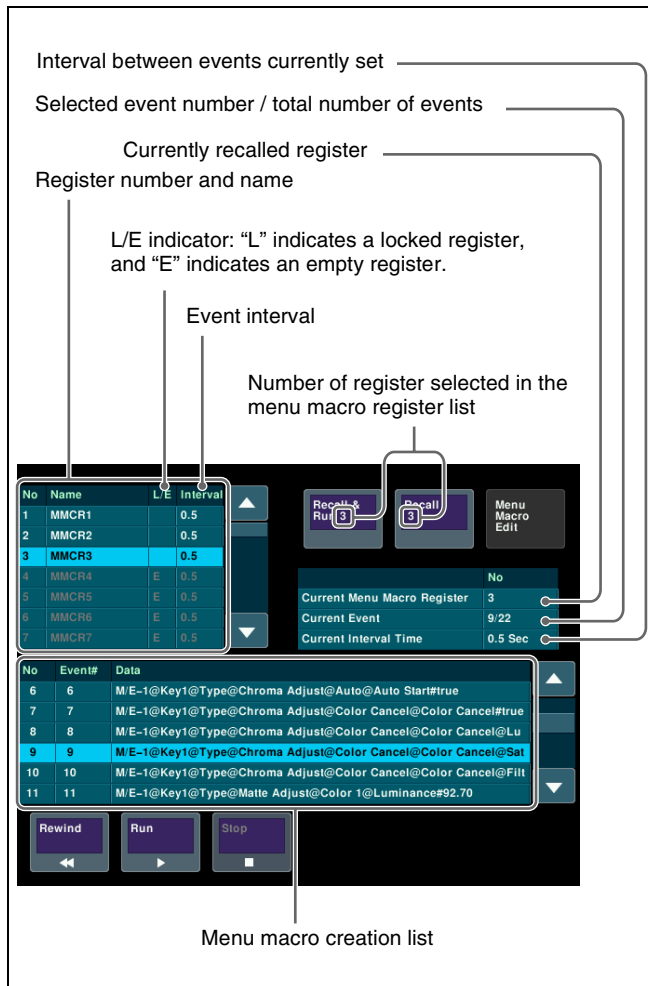 Interval between events currently set
Selected event number / total number of events
Currently recalled register
Register number and name
L/E indicator: “L” indicates a locked register,
and “E” indicates an empty register.
Event interval
Number of register selected in the
menu macro register list
No Name L/E Interval
1 MMCR1 0.5
2 MMCR2 0.5
3 MMCR3 0.5
4 MMCR4 E 0.5
5 MMCR5 E 0.5
6 MMCR6 E 0.5
7 MMCR7 E 0.5
Recall &
Run 3
Recall
3
Menu
Macro
Edit
No
Current Menu Macro Register 3
Current Event 9/22
Current Interval Time 0.5 Sec
No Event# Data
6 6 M/E–1@Key1@Type@Chroma Adjust@Auto@Auto Start#true
7 7 M/E–1@Key1@Type@Chroma Adjust@Color Cancel@Color Cancel#true
8 8 M/E–1@Key1@Type@Chroma Adjust@Color Cancel@Color Cancel@Lu
9 9 M/E–1@Key1@Type@Chroma Adjust@Color Cancel@Color Cancel@Sat
10 10 M/E–1@Key1@Type@Chroma Adjust@Color Cancel@Color Cancel@Filt
11 11 M/E–1@Key1@Type@Matte Adjust@Color 1@Luminance#92.70
Rewind
Run
Stop
Menu macro creation list